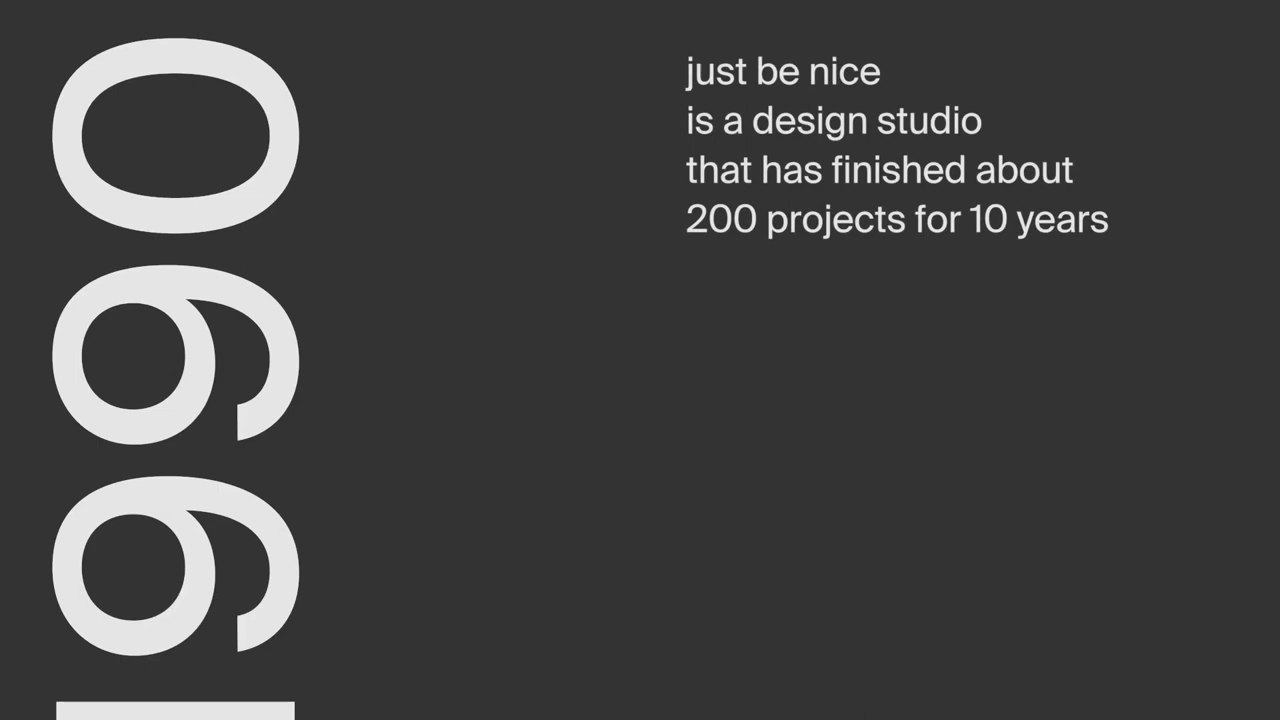 1990
just be nice
is a design studio
that has finished about
200 projects for 10 years